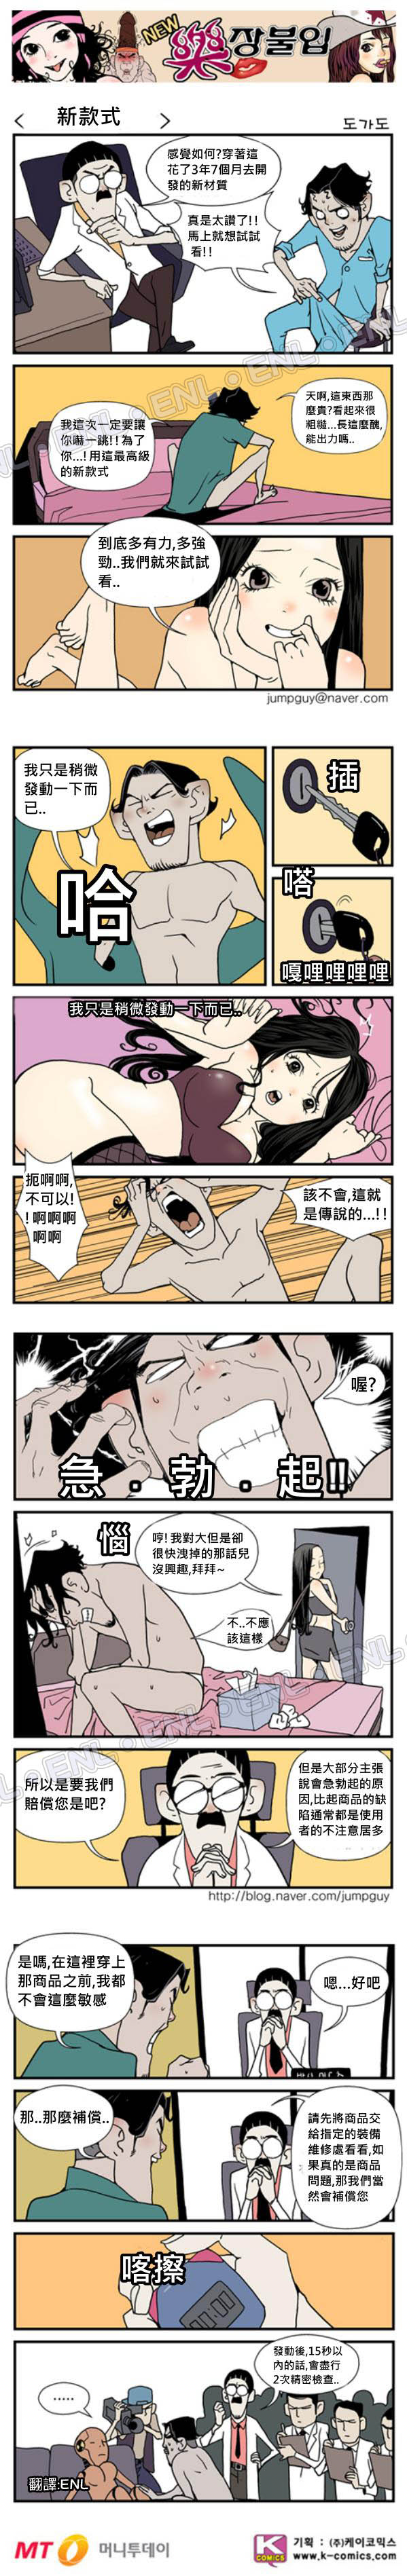 NEW 樂 장불입
< 新款式 >
도가도
感覺如何?穿著這
花了3年7個月去開
發的新材質
真是太讚了!!
馬上就想試試
看!!
我這次一定要讓
你嚇一跳!!為了
你...!用這最高級
的新款式
天啊,這東西那
麼貴?看起來很
粗糙...長這麼醜,
能出力嗎..
到底多有力,多強
勁..我們就來試試
看..
jumpguy@naver.com
我只是稍微
發動一下而
已..
哈
插
嗒
嘎哩哩哩哩
我只是稍微發動一下而已..
扼啊啊,
不可以!
!啊啊啊
啊啊
該不會,這就
是傳說的...!!
喔?
急.勃.起!!
惱
哼!我對大但是卻
很快洩掉的那話兒
沒興趣,拜拜~
不..不應
該這樣
所以是要我們
賠償您是吧?
但是大部分主張
說會急勃起的原
因,比起商品的缺
陷通常都是使用
者的不注意居多
http://blog.naver.com/jumpguy
是嗎,在這裡穿上
那商品之前,我都
不會這麼敏感
嗯...好吧
那..那麼補償..
請先將商品交
給指定的裝備
維修處看看,如
果真的是商品
問題,那我們當
然會補償您
喀擦
發動後,15秒以
內的話,會盡行
2次精密檢查..
.....
翻譯:ENL
MT 머니투데이
K COMICS
기획 : (주)케이코믹스
www.k-comics.com
ENL